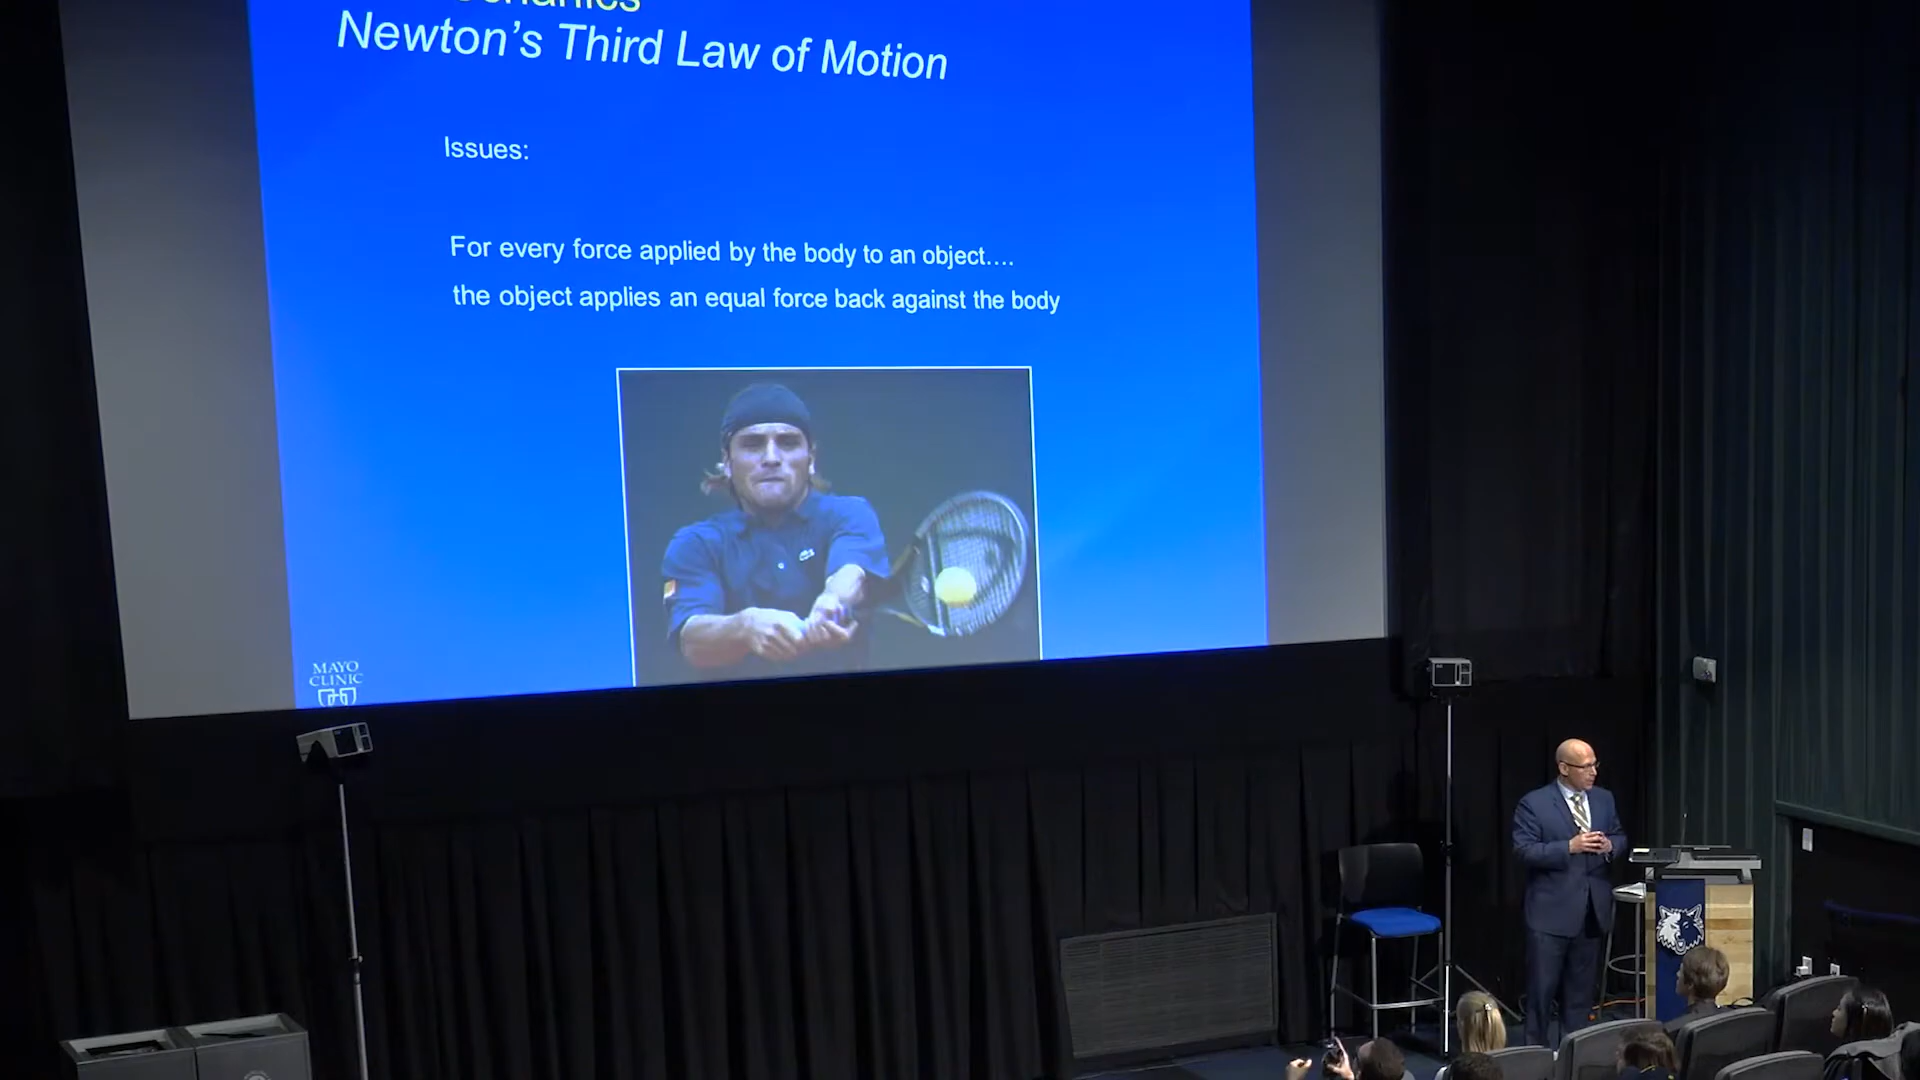 Newton's Third Law of Motion
Issues:
For every force applied by the body to an object....
the object applies an equal force back against the body
MAYO
CLINIC